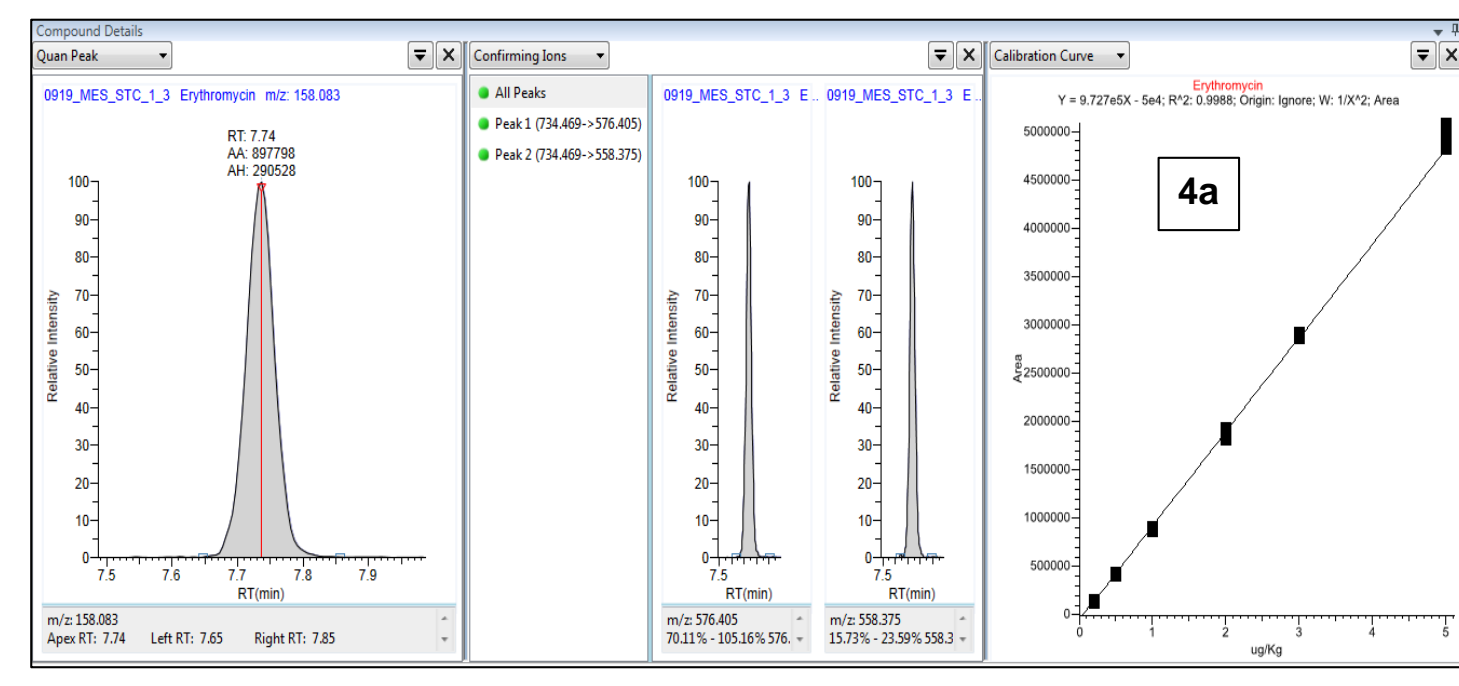 Compound Details
Quan Peak
0919_MES_STC_1_3 Erythromycin m/z: 158.083
RT: 7.74
AA: 897798
AH: 290528
100
90
80
70
60
50
40
30
20
10
0
Relative Intensity
7.5 7.6 7.7 7.8 7.9
RT(min)
m/z: 158.083
Apex RT: 7.74 Left RT: 7.65 Right RT: 7.85
Confirming Ions
All Peaks
Peak 1 (734.469->576.405)
Peak 2 (734.469->558.375)
0919_MES_STC_1_3 E ..
100
90
80
70
60
50
40
30
20
10
0
Relative Intensity
7.5
RT(min)
m/z: 576.405
70.11% - 105.16% 576.
0919_MES_STC_1_3 E ..
100
90
80
70
60
50
40
30
20
10
0
Relative Intensity
7.5
RT(min)
m/z: 558.375
15.73% - 23.59% 558.3
Calibration Curve
Erythromycin
Y = 9.727e5X - 5e4; R^2: 0.9988; Origin: Ignore; W: 1/X^2; Area
4a
5000000
4500000
4000000
3500000
3000000
2500000
2000000
1500000
1000000
500000
0
Area
0 1 2 3 4 5
ug/Kg